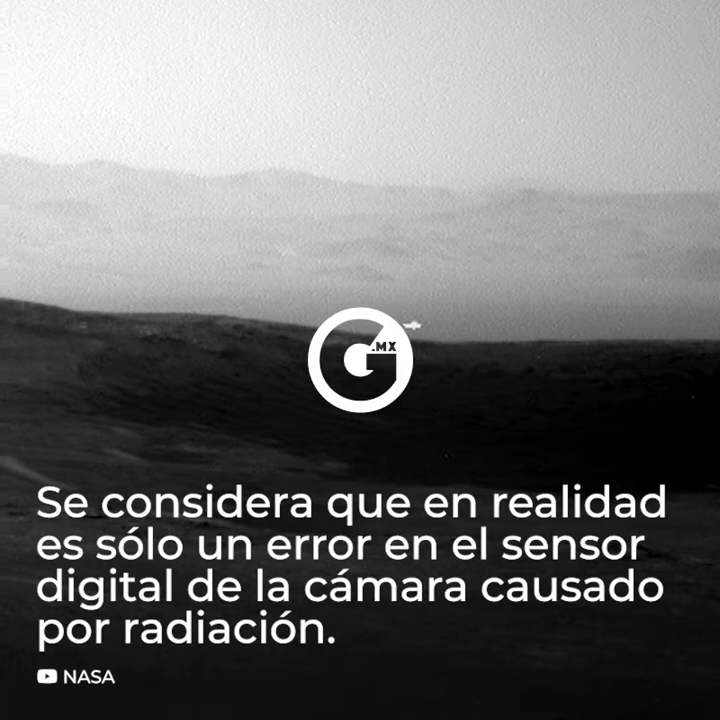 .MX
Se considera que en realidad
es sólo un error en el sensor
digital de la cámara causado
por radiación.
NASA